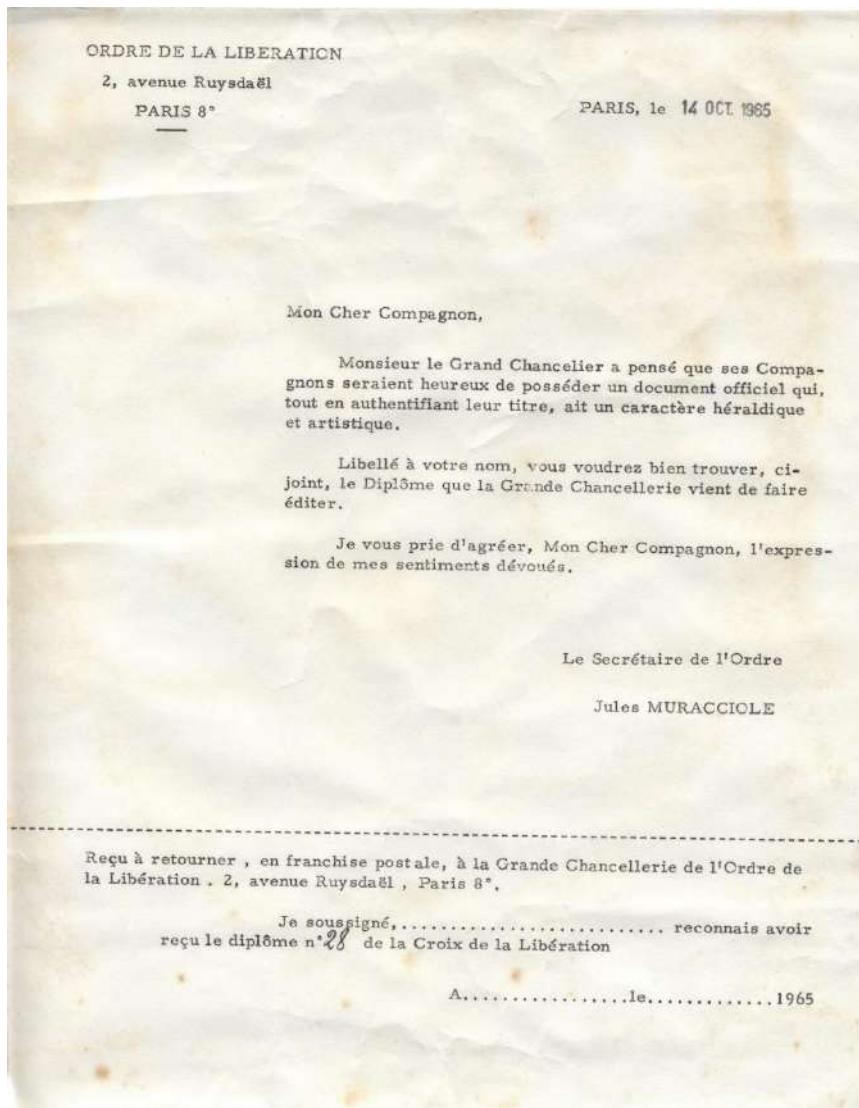 ORDRE DE LA LIBERATION
2, avenue Ruysdaël
PARIS 8°
PARIS, le 14 OCT. 1965
Mon Cher Compagnon,
Monsieur le Grand Chancelier a pensé que ses Compa-
gnons seraient heureux de posséder un document officiel qui,
tout en authentifiant leur titre, ait un caractère héraldique
et artistique.
Libellé à votre nom, vous voudrez bien trouver, ci-
joint, le Diplôme que la Grande Chancellerie vient de faire
éditer.
Je vous prie d'agréer, Mon Cher Compagnon, l'expres-
sion de mes sentiments dévoués.
Le Secrétaire de l'Ordre
Jules MURACCIOLE
Reçu à retourner , en franchise postale, à la Grande Chancellerie de l'Ordre de
la Libération . 2, avenue Ruysdaël , Paris 8°.
Je soussigné,........................... reconnais avoir
reçu le diplôme n°28 de la Croix de la Libération
A.................le.............1965